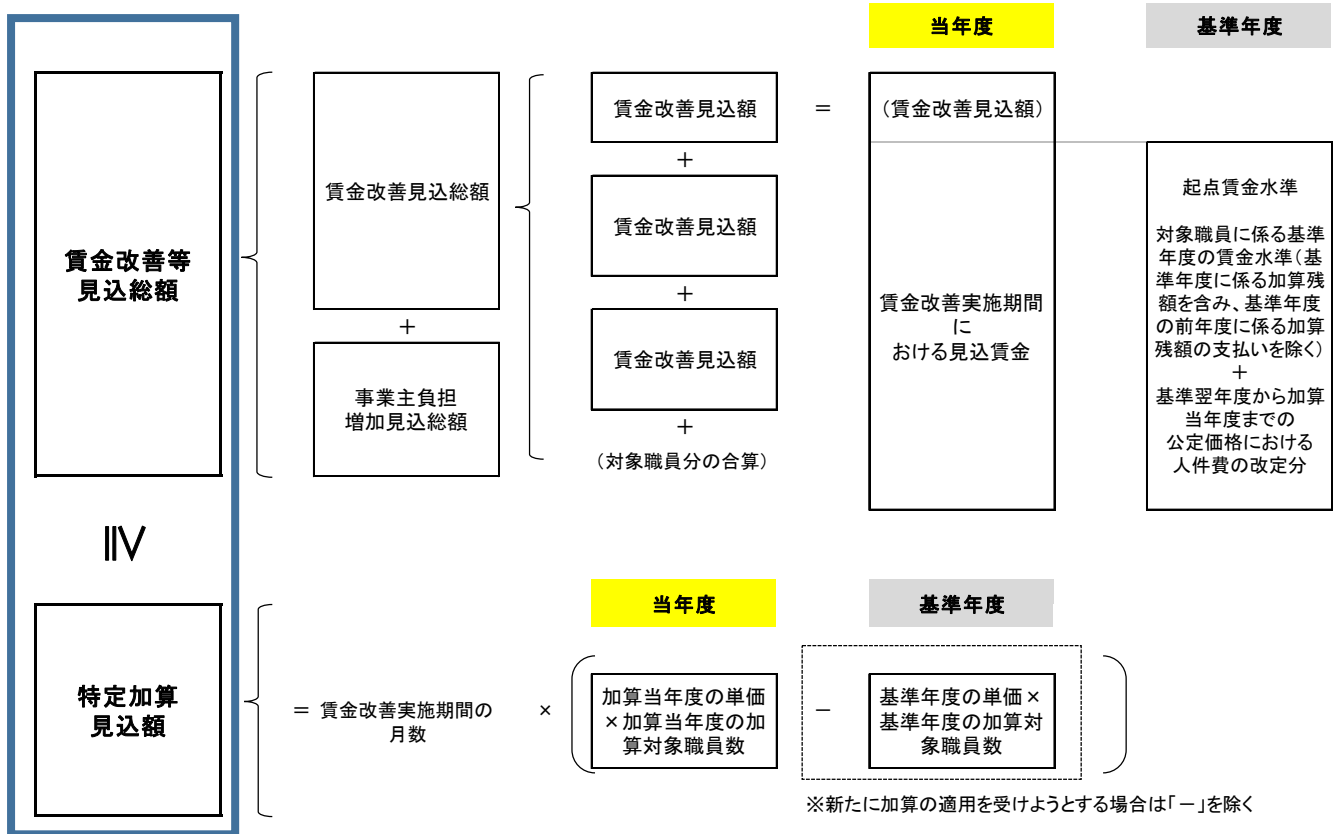 当年度
基準年度
賃金改善等
見込総額
賃金改善見込総額
+
事業主負担
増加見込総額
賃金改善見込額
+
賃金改善見込額
+
賃金改善見込額
+
(対象職員分の合算)
=
(賃金改善見込額)
賃金改善実施期間
に
おける見込賃金
起点賃金水準
対象職員に係る基準
年度の賃金水準(基
準年度に係る加算残
額を含み、基準年度
の前年度に係る加算
残額の支払いを除く)
+
基準翌年度から加算
当年度までの
公定価格における
人件費の改定分
≧
当年度
基準年度
特定加算
見込額
= 賃金改善実施期間の
月数
×
加算当年度の単価
×加算当年度の加
算対象職員数
−
基準年度の単価×
基準年度の加算対
象職員数
※新たに加算の適用を受けようとする場合は「−」を除く